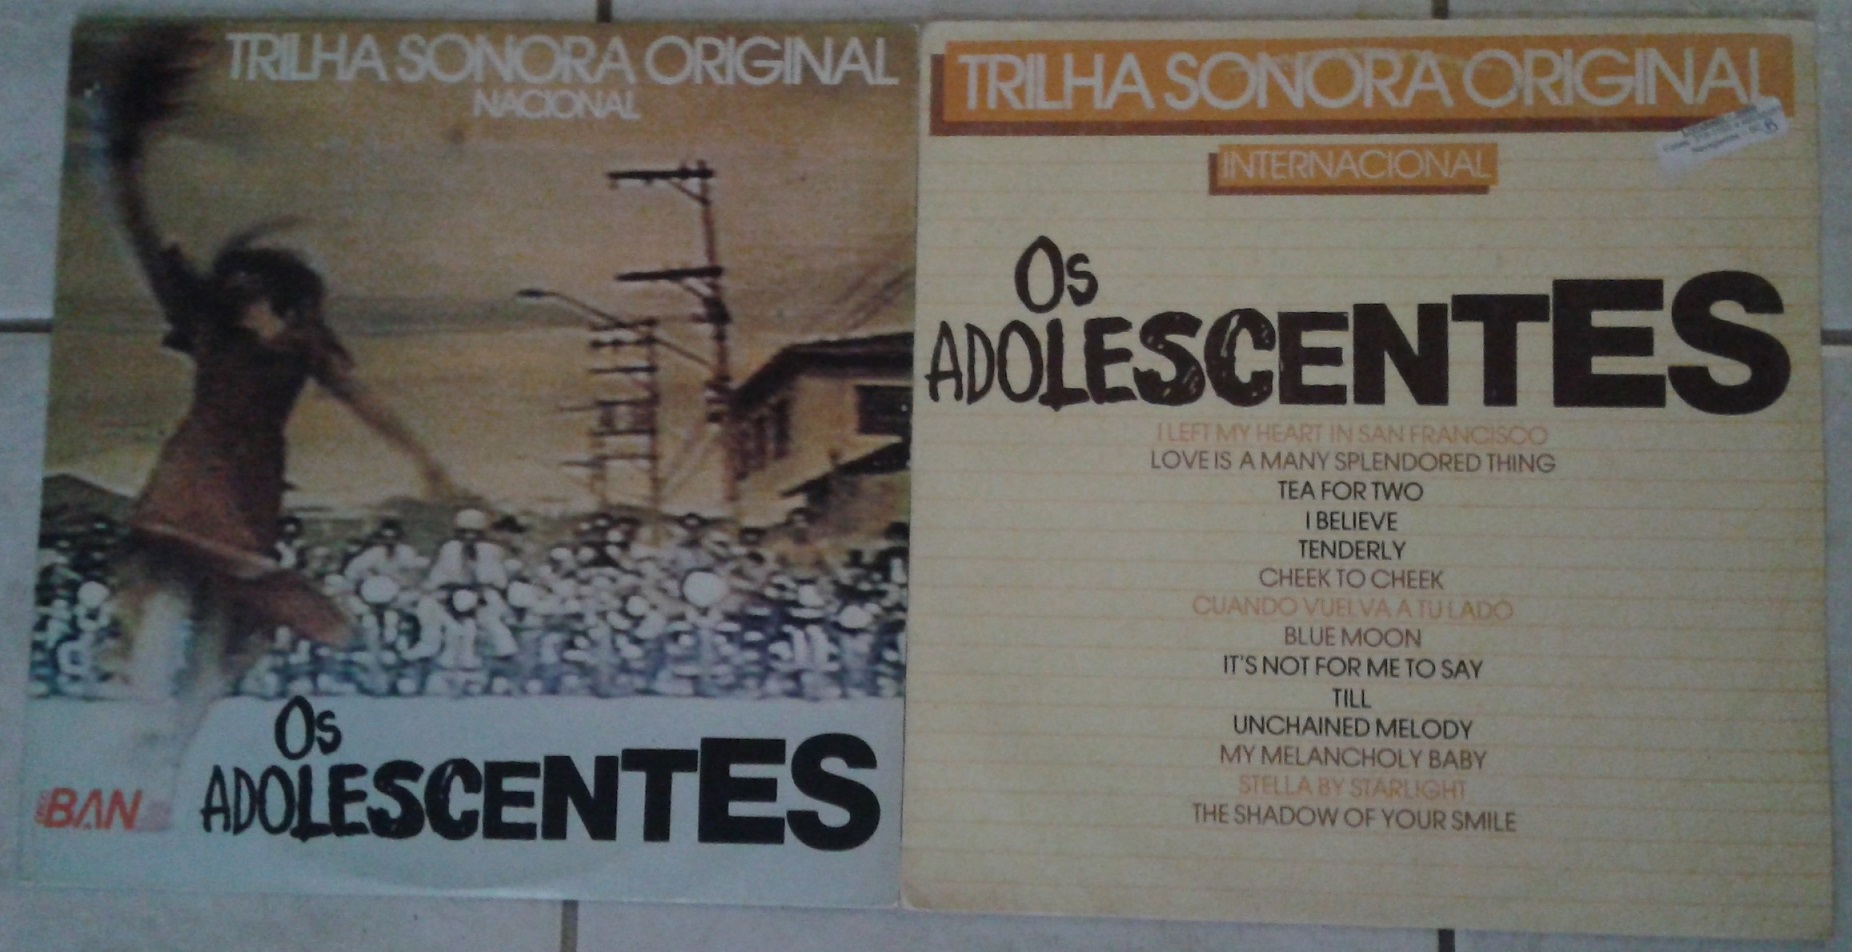 TRILHA SONORA ORIGINAL
NACIONAL
Os
ADOLESCENTES
BAN
TRILHA SONORA ORIGINAL
INTERNACIONAL
Os
ADOLESCENTES
I LEFT MY HEART IN SAN FRANCISCO
LOVE IS A MANY SPLENDORED THING
TEA FOR TWO
I BELIEVE
TENDERLY
CHEEK TO CHEEK
CUANDO VUELVA A TU LADO
BLUE MOON
IT'S NOT FOR ME TO SAY
TILL
UNCHAINED MELODY
MY MELANCHOLY BABY
STELLA BY STARLIGHT
THE SHADOW OF YOUR SMILE